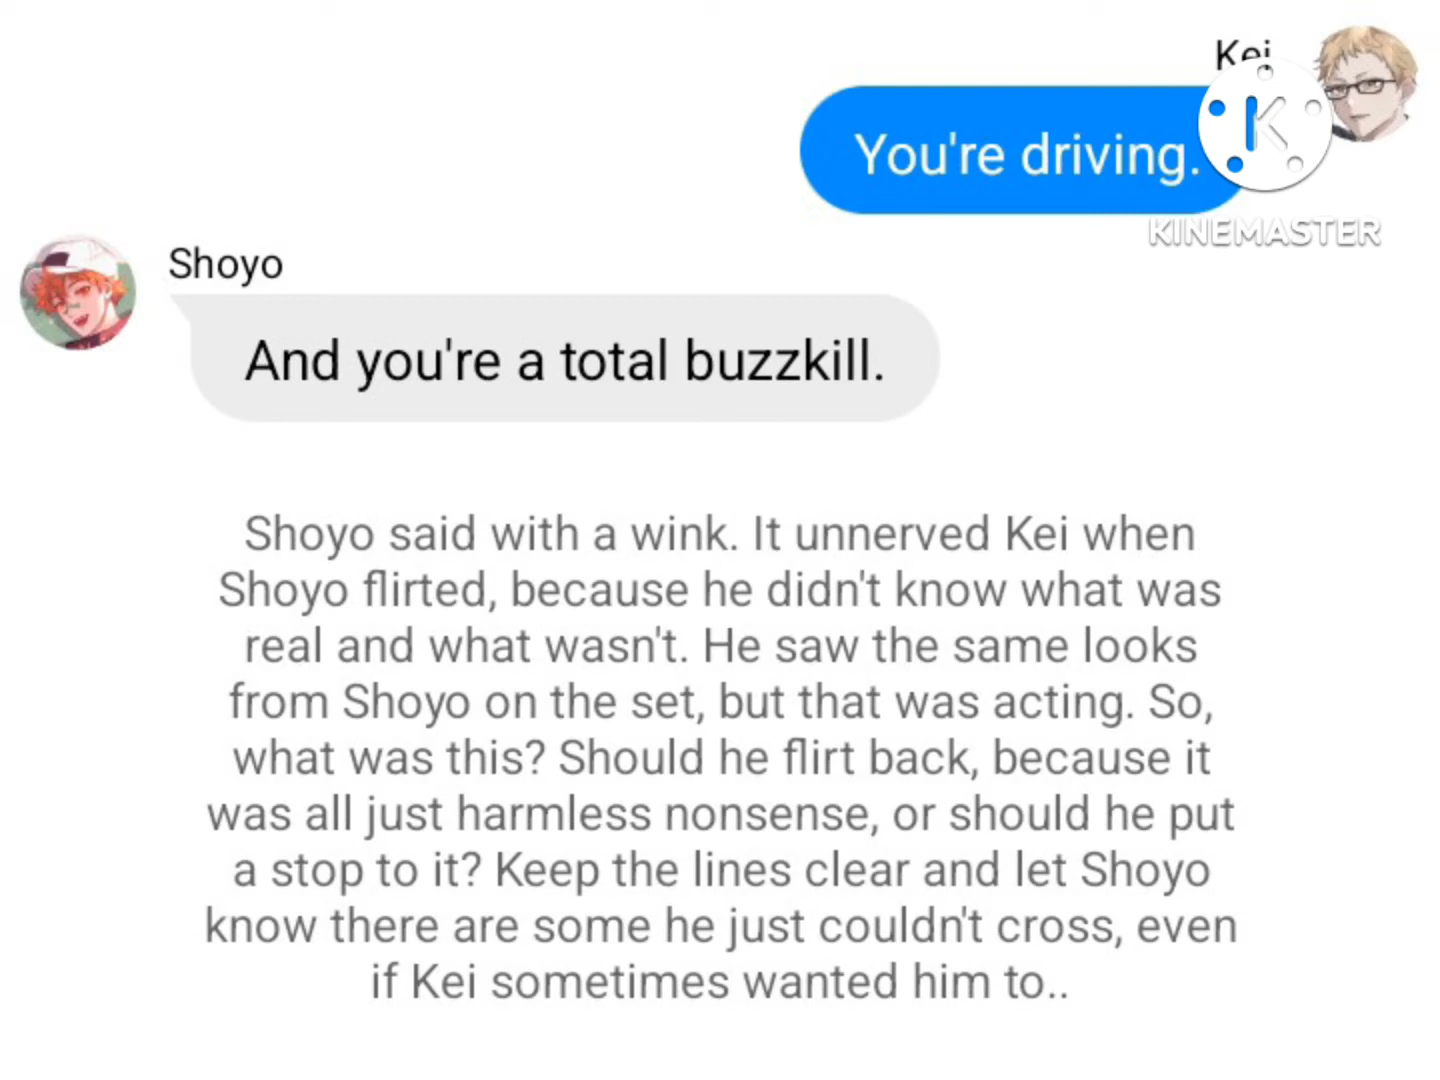 Kei
You're driving.
K
KINEMASTER
Shoyo
And you're a total buzzkill.
Shoyo said with a wink. It unnerved Kei when
Shoyo flirted, because he didn't know what was
real and what wasn't. He saw the same looks
from Shoyo on the set, but that was acting. So,
what was this? Should he flirt back, because it
was all just harmless nonsense, or should he put
a stop to it? Keep the lines clear and let Shoyo
know there are some he just couldn't cross, even
if Kei sometimes wanted him to..